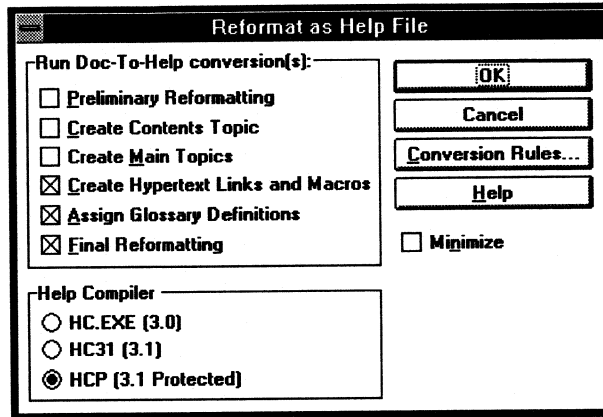 Reformat as Help File
Run Doc-To-Help conversion(s):
Preliminary Reformatting
Create Contents Topic
Create Main Topics
Create Hypertext Links and Macros
Assign Glossary Definitions
Final Reformatting
OK
Cancel
Conversion Rules...
Help
Minimize
Help Compiler
HC.EXE (3.0)
HC31 (3.1)
HCP (3.1 Protected)